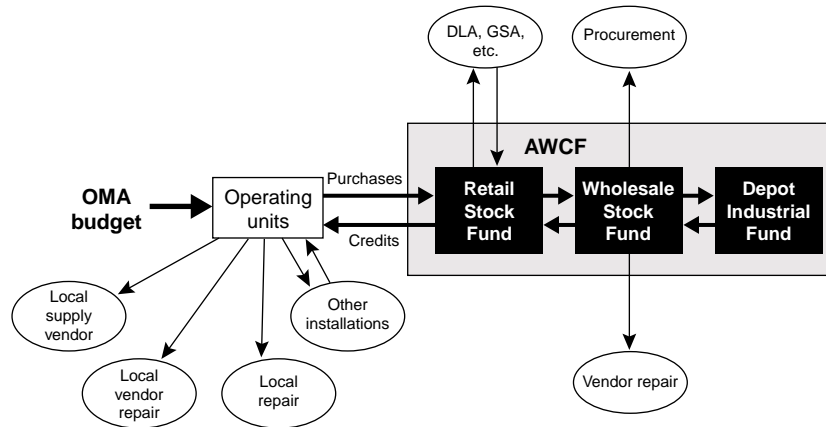 DLA, GSA,
etc.
Procurement
AWCF
OMA
budget
Operating
units
Purchases
Credits
Retail
Stock
Fund
Wholesale
Stock
Fund
Depot
Industrial
Fund
Local
supply
vendor
Local
vendor
repair
Local
repair
Other
installations
Vendor repair